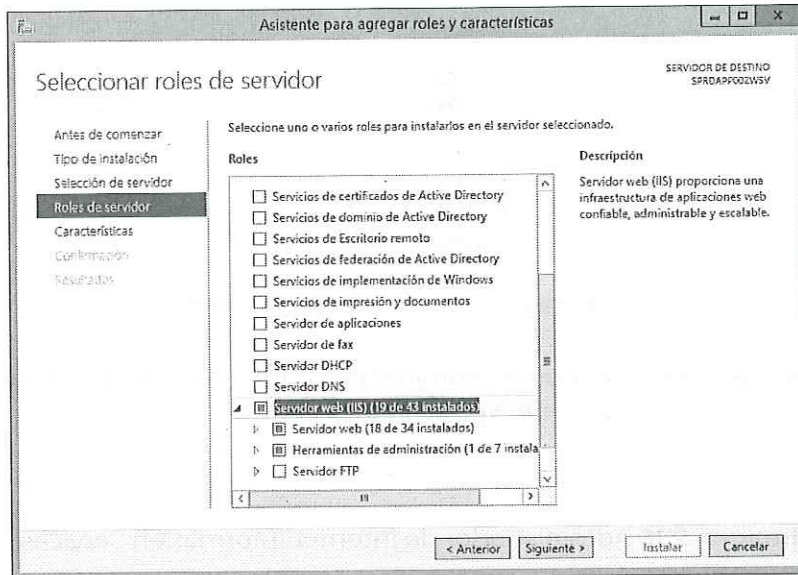 Asistente para agregar roles y características
Seleccionar roles de servidor
SERVIDOR DE DESTINO
Antes de comenzar
Tipo de instalación
Selección de servidor
Roles de servidor
Características
Confirmación
Resultados
Seleccione uno o varios roles para instalarlos en el servidor seleccionado.
Roles
Servicios de certificados de Active Directory
Servicios de dominio de Active Directory
Servicios de Escritorio remoto
Servicios de federación de Active Directory
Servicios de implementación de Windows
Servicios de impresión y documentos
Servidor de aplicaciones
Servidor de fax
Servidor DHCP
Servidor DNS
Servidor web (IIS) (19 de 43 instalados)
Servidor web (18 de 34 instalados)
Herramientas de administración (1 de 7 instala
Servidor FTP
Descripción
Servidor web (IIS) proporciona una
infraestructura de aplicaciones web
confiable, administrable y escalable.
< Anterior
Siguiente >
Instalar
Cancelar